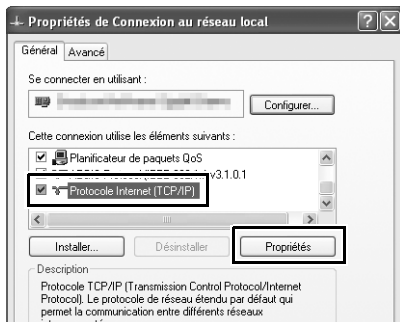 Propriétés de Connexion au réseau local
Général
Avancé
Se connecter en utilisant :
Configurer...
Cette connexion utilise les éléments suivants :
Planificateur de paquets QoS
v3.1.0.1
Protocole Internet (TCP/IP)
Installer...
Désinstaller
Propriétés
Description
Protocole TCP/IP (Transmission Control Protocol/Internet
Protocol). Le protocole de réseau étendu par défaut qui
permet la communication entre différents réseaux